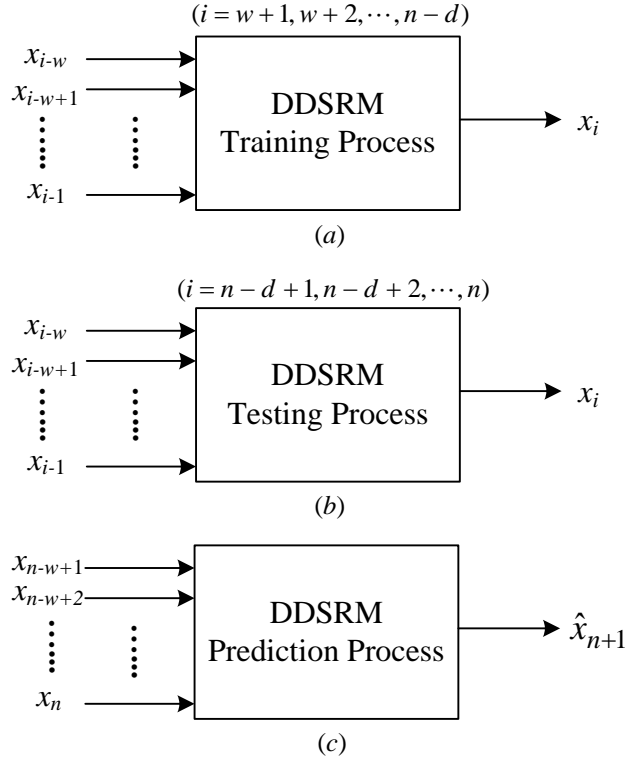 (i = w + 1, w + 2, ⋯, n − d)
x_{i-w}
x_{i-w+1}
x_{i-1}
DDSRM
Training Process
x_i
(a)
(i = n − d + 1, n − d + 2, ⋯, n)
x_{i-w}
x_{i-w+1}
x_{i-1}
DDSRM
Testing Process
x_i
(b)
x_{n-w+1}
x_{n-w+2}
x_n
DDSRM
Prediction Process
x̂_{n+1}
(c)